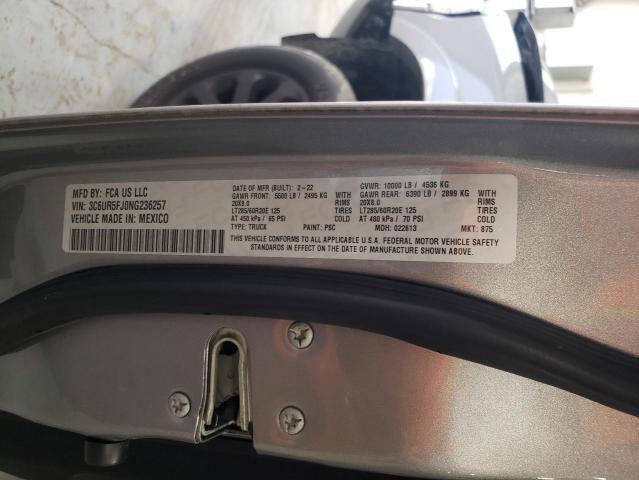 MFD BY: FCA US LLC
VIN: 3C6UR5FJ0NG236257
VEHICLE MADE IN: MEXICO
DATE OF MFR (BUILT): 2-22
GAWR FRONT: 5500 LB / 2495 KG WITH
20X8.0 RIMS
LT285/60R20E 125 TIRES
AT 450 kPa / 65 PSI COLD
TYPE: TRUCK
GVWR: 10000 LB / 4536 KG
GAWR REAR: 6390 LB / 2899 KG WITH
20X8.0 RIMS
LT285/60R20E 125 TIRES
AT 480 kPa / 70 PSI COLD
PAINT: PSC
MDH: 022613
MKT: 875
THIS VEHICLE CONFORMS TO ALL APPLICABLE U.S.A. FEDERAL MOTOR VEHICLE SAFETY
STANDARDS IN EFFECT ON THE DATE OF MANUFACTURE SHOWN ABOVE.